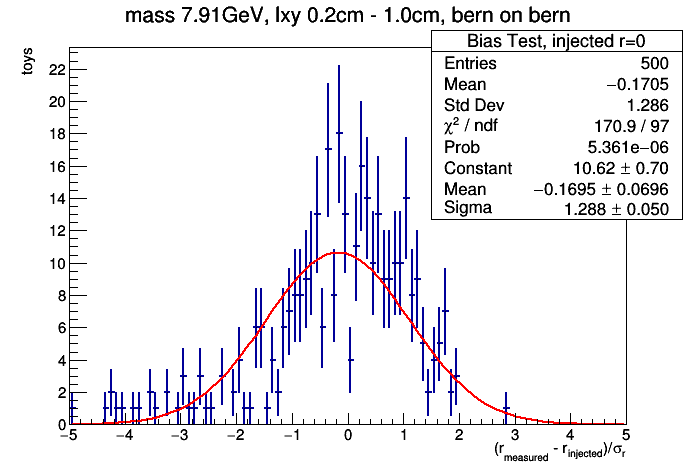 mass 7.91GeV, lxy 0.2cm - 1.0cm, bern on bern
Bias Test, injected r=0
Entries 500
Mean −0.1705
Std Dev 1.286
χ² / ndf 170.9 / 97
Prob 5.361e−06
Constant 10.62 ± 0.70
Mean −0.1695 ± 0.0696
Sigma 1.288 ± 0.050
toys
22
20
18
16
14
12
10
8
6
4
2
0
−5 −4 −3 −2 −1 0 1 2 3 4 5
(r_measured - r_injected)/σ_r